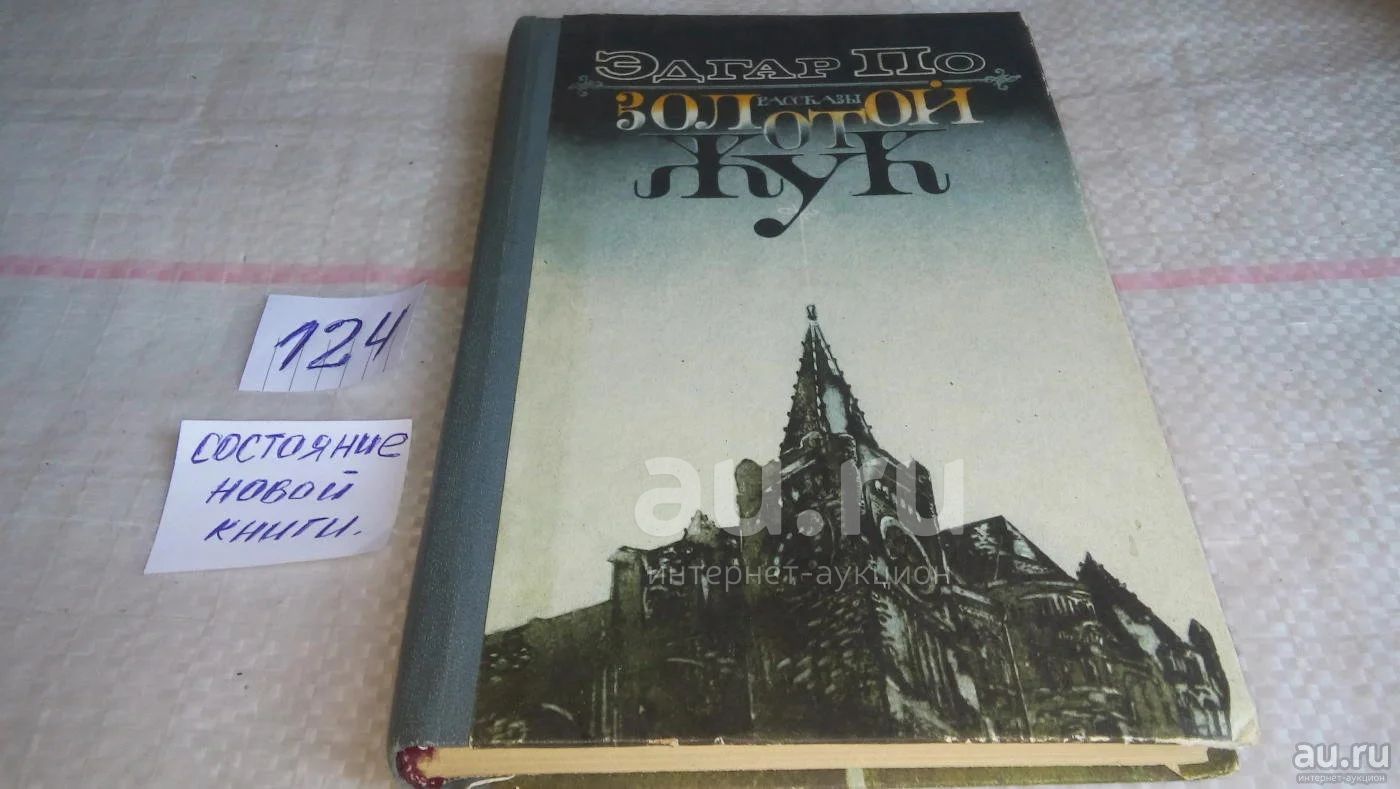 ЭДГАР ПО
РАССКАЗЫ
ЗОЛОТОЙ
ЖУК
124
СОСТОЯНИЕ
НОВОЙ
КНИГИ.
au.ru
интернет-аукцион
au.ru
интернет-аукцион